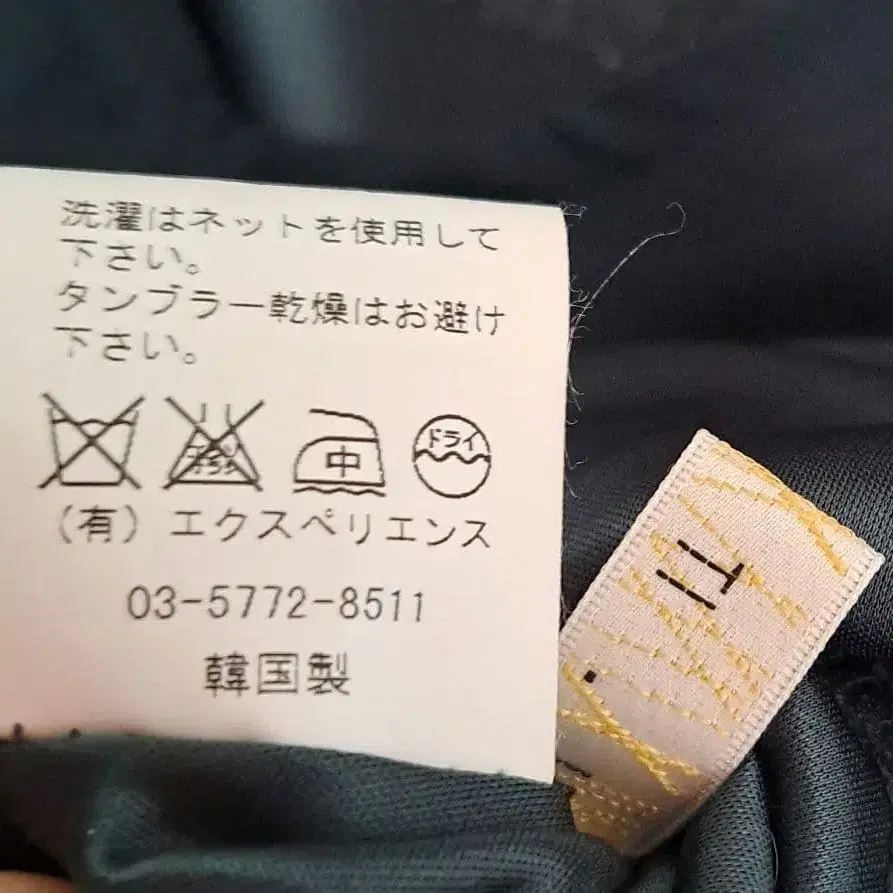 洗濯はネットを使用して
下さい。
タンブラー乾燥はお避け
下さい。
中
ドライ
(有) エクスペリエンス
03-5772-8511
韓国製